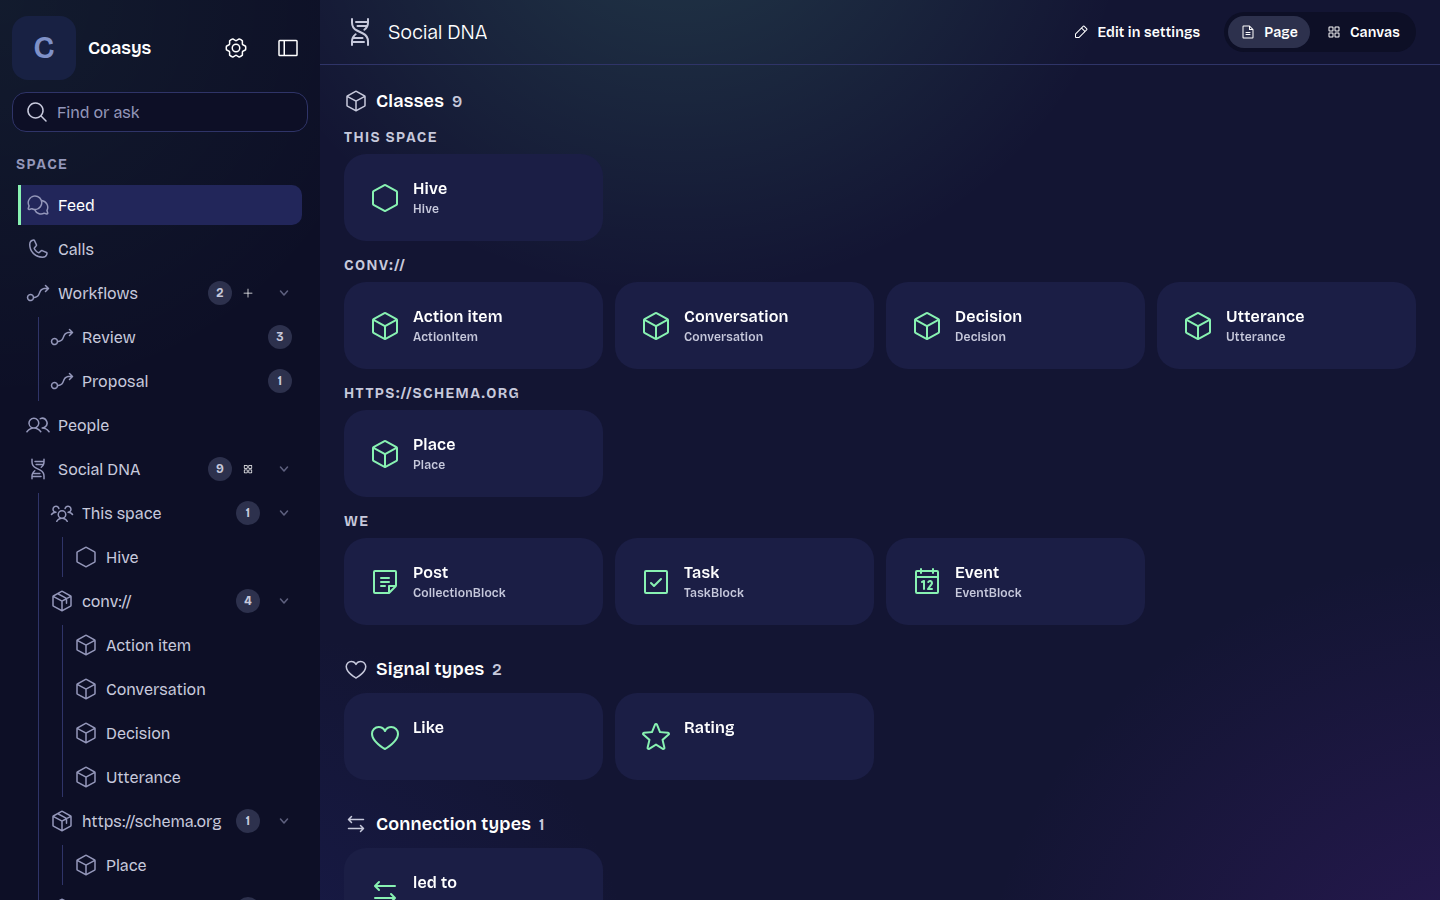 C
Coasys
Find or ask
SPACE
Feed
Calls
Workflows 2
Review 3
Proposal 1
People
Social DNA 9
This space 1
Hive
conv:// 4
Action item
Conversation
Decision
Utterance
https://schema.org 1
Place
Social DNA
Edit in settings
Page
Canvas
Classes 9
THIS SPACE
Hive
Hive
CONV://
Action item
ActionItem
Conversation
Conversation
Decision
Decision
Utterance
Utterance
HTTPS://SCHEMA.ORG
Place
Place
WE
Post
CollectionBlock
Task
TaskBlock
12
Event
EventBlock
Signal types 2
Like
Rating
Connection types 1
led to